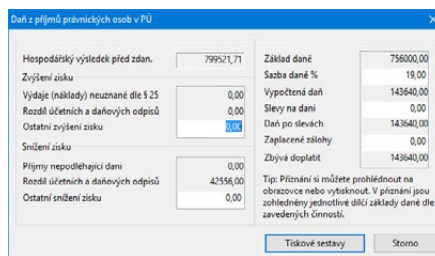 Daň z příjmů právnických osob v PÚ
Hospodářský výsledek před zdan. 799521,71
Zvýšení zisku
Výdaje (náklady) neuznané dle § 25 0,00
Rozdíl účetních a daňových odpisů 0,00
Ostatní zvýšení zisku 0,00
Snížení zisku
Příjmy nepodléhající dani 0,00
Rozdíl účetních a daňových odpisů 42556,00
Ostatní snížení zisku 0,00
Základ daně 756000,00
Sazba daně % 19,00
Vypočtená daň 143640,00
Slevy na dani 0,00
Daň po slevách 143640,00
Zaplacené zálohy 0,00
Zbývá doplatit 143640,00
Tip: Přiznání si můžete prohlédnout na
obrazovce nebo vytisknout. V přiznání jsou
zohledněny jednotlivé dílčí základy daně dle
zavedených činností.
Tiskové sestavy
Storno